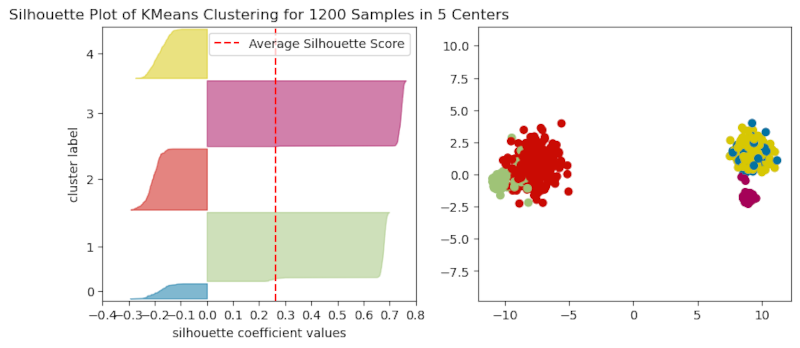 Silhouette Plot of KMeans Clustering for 1200 Samples in 5 Centers
Average Silhouette Score
cluster label
4
3
2
1
0
−0.4 −0.3 −0.2 −0.1 0.0 0.1 0.2 0.3 0.4 0.5 0.6 0.7 0.8
silhouette coefficient values
10.0
7.5
5.0
2.5
0.0
−2.5
−5.0
−7.5
−10 −5 0 5 10